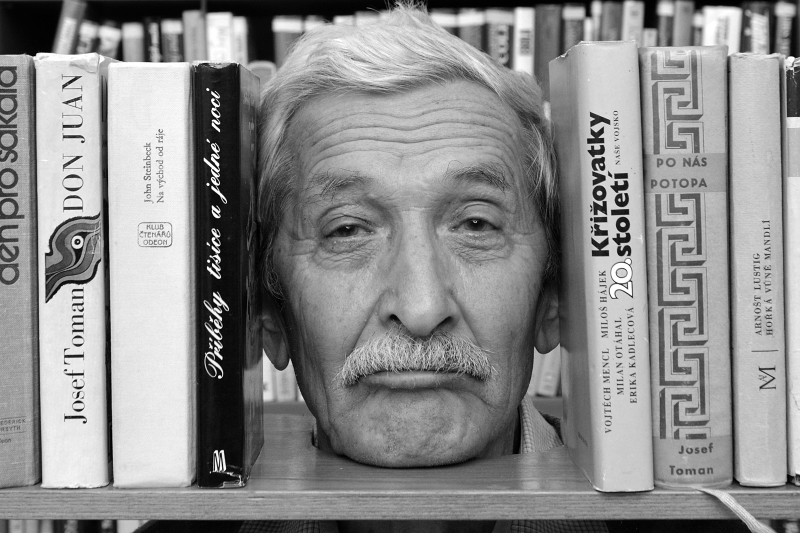 den pro šakala
Josef Toman DON JUAN
John Steinbeck
Na východ od ráje
KLUB
ČTENÁŘŮ
ODEON
Příběhy tisíce a jedné noci
VOJTĚCH MENCL MILOŠ HÁJEK
MILAN OTÁHAL
ERIKA KADLECOVÁ
Křižovatky
20. století
NAŠE VOJSKO
PO NÁS
POTOPA
Josef
Toman
ARNOŠT LUSTIG
HOŘKÁ VŮNĚ MANDLÍ